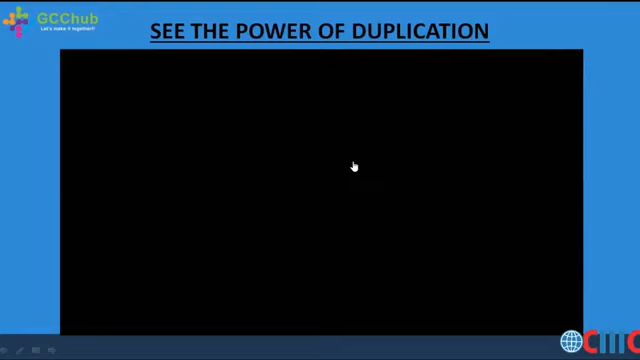 GCChub
Let's make it together!!
SEE THE POWER OF DUPLICATION